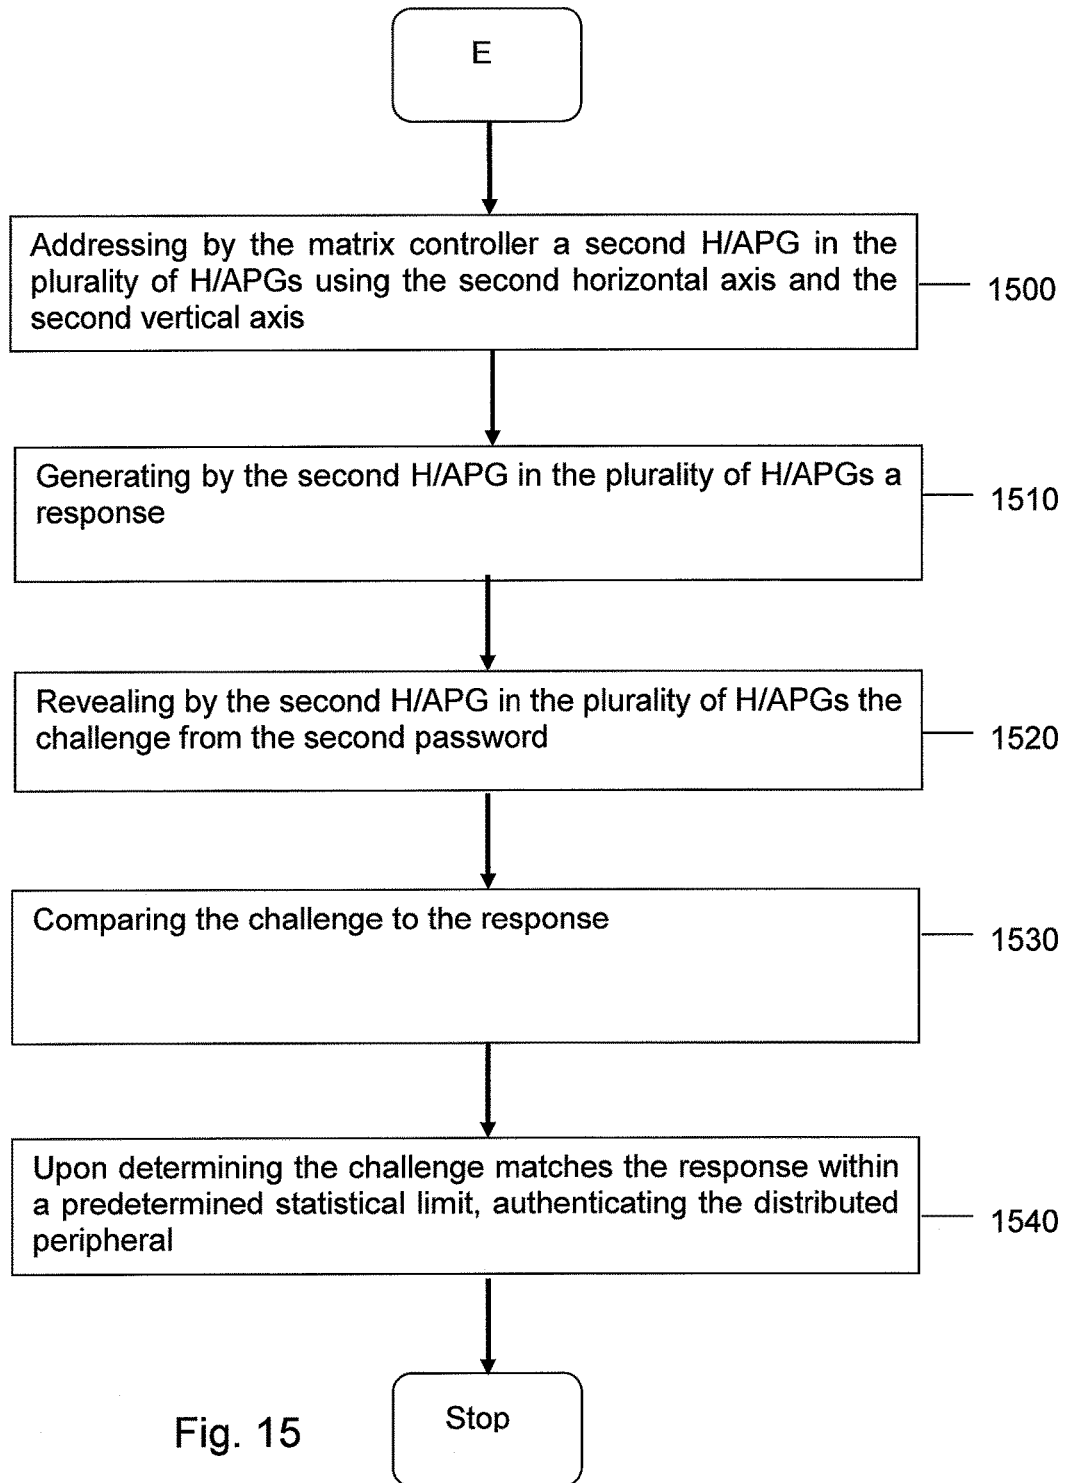 E
Addressing by the matrix controller a second H/APG in the
plurality of H/APGs using the second horizontal axis and the
second vertical axis
1500
Generating by the second H/APG in the plurality of H/APGs a
response
1510
Revealing by the second H/APG in the plurality of H/APGs the
challenge from the second password
1520
Comparing the challenge to the response
1530
Upon determining the challenge matches the response within
a predetermined statistical limit, authenticating the distributed
peripheral
1540
Stop
Fig. 15